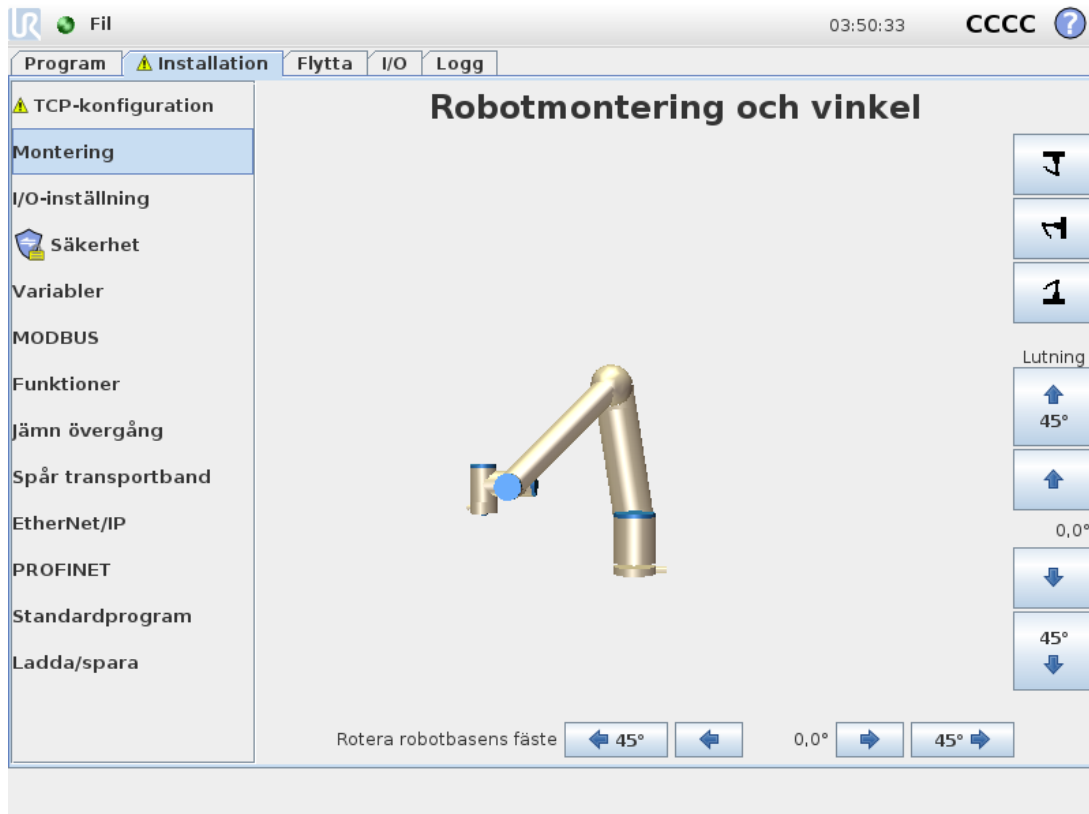 UR Fil 03:50:33 CCCC ?
Program Installation Flytta I/O Logg
TCP-konfiguration
Montering
I/O-inställning
Säkerhet
Variabler
MODBUS
Funktioner
Jämn övergång
Spår transportband
EtherNet/IP
PROFINET
Standardprogram
Ladda/spara
Robotmontering och vinkel
Lutning
45°
0,0°
45°
Rotera robotbasens fäste 45° 0,0° 45°